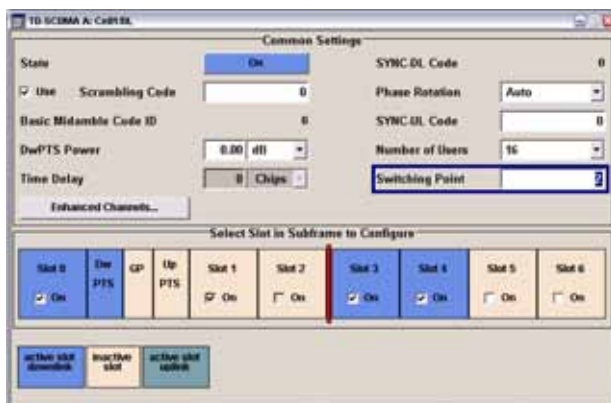 TD-SCDMA A: Cell1 DL
Common Settings
State On SYNC-DL Code 0
Use Scrambling Code 0 Phase Rotation Auto
Basic Midamble Code ID 0 SYNC-UL Code 0
DwPTS Power 0.00 dB Number of Users 16
Time Delay 0 Chips Switching Point 2
Enhanced Channels...
Select Slot in Subframe to Configure
Slot 0 Dw PTS GP Up PTS Slot 1 Slot 2 Slot 3 Slot 4 Slot 5 Slot 6
On On On On On On On
active slot downlink inactive slot active slot uplink